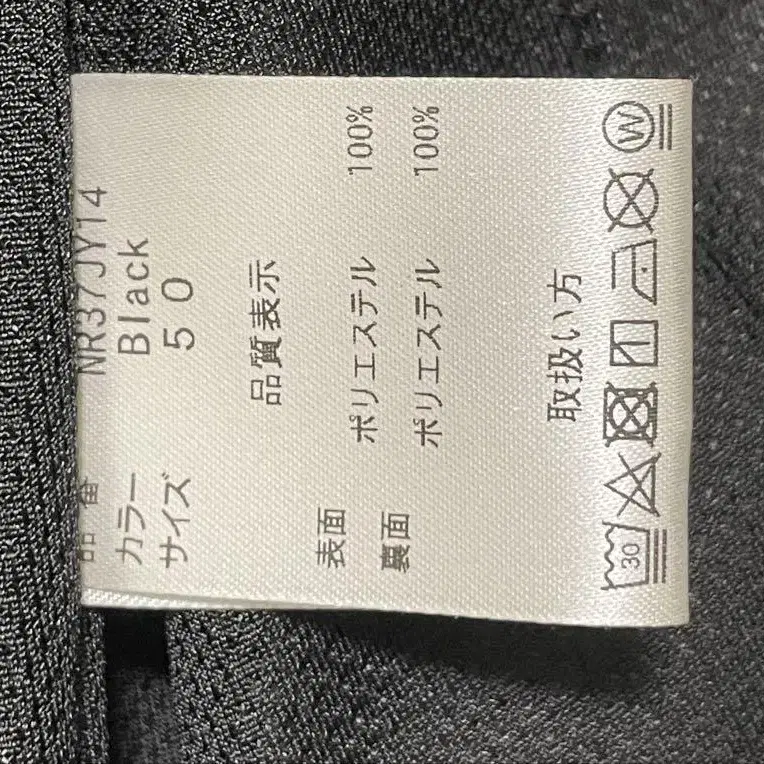 品番 NR37JY14
カラー Black
サイズ 50
品質表示
表面 ポリエステル 100%
裏面 ポリエステル 100%
取扱い方
30 W